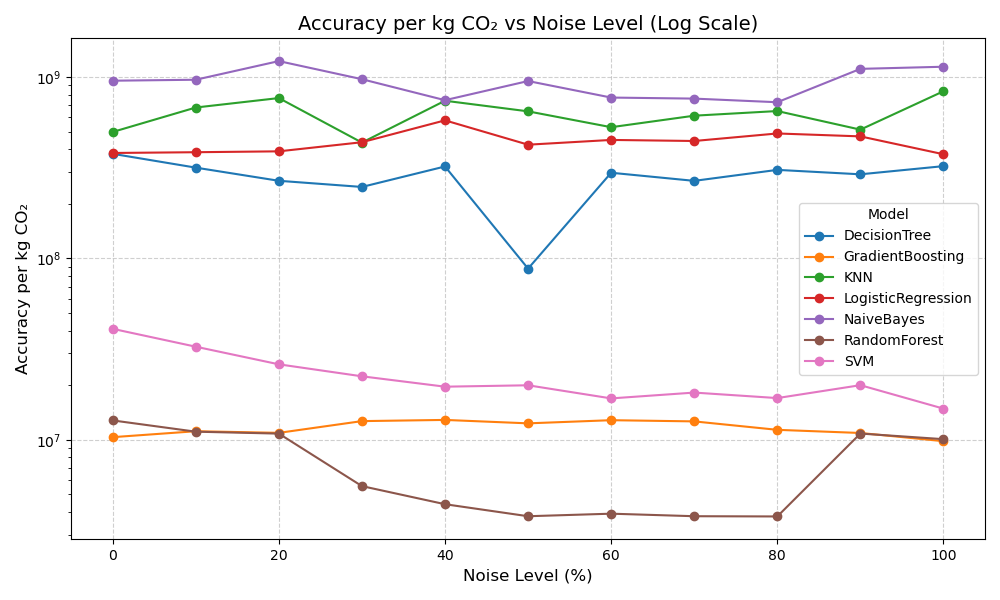 Accuracy per kg CO₂ vs Noise Level (Log Scale)
Accuracy per kg CO₂
10⁹
10⁸
10⁷
Model
DecisionTree
GradientBoosting
KNN
LogisticRegression
NaiveBayes
RandomForest
SVM
0 20 40 60 80 100
Noise Level (%)